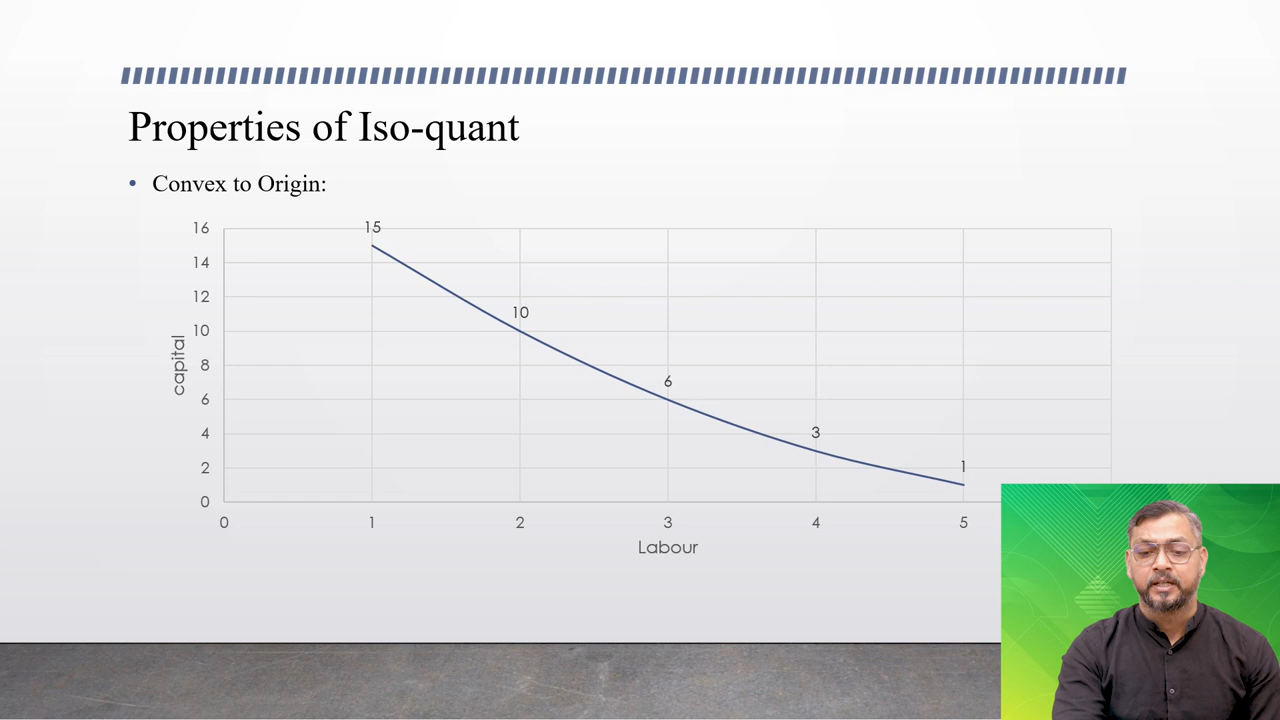 Properties of Iso-quant
• Convex to Origin:
16
14
12
10
8
6
4
2
0
capital
15
10
6
3
1
0 1 2 3 4 5
Labour